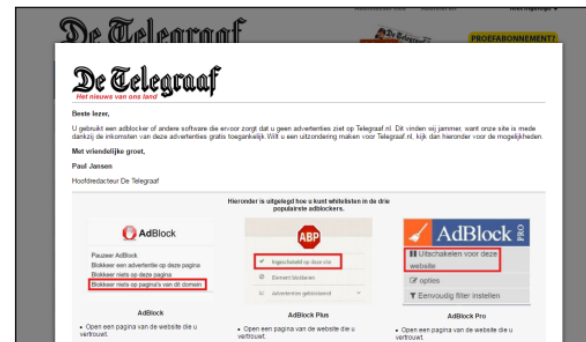 De Telegraaf
PROEFABONNEMENT?
De Telegraaf
Het nieuws van ons land
Beste lezer,
U gebruikt een adblocker of andere software die ervoor zorgt dat u geen advertenties ziet op Telegraaf.nl. Dit vinden wij jammer, want onze site is mede
dankzij de inkomsten van deze advertenties gratis toegankelijk. Wilt u een uitzondering maken voor Telegraaf.nl, kijk dan hieronder voor de mogelijkheden.
Met vriendelijke groet,
Paul Jansen
Hoofdredacteur De Telegraaf
Hieronder is uitgelegd hoe u kunt whitelisten in de drie
populairste adblockers.
AdBlock
Pauzeer AdBlock
Blokkeer een advertentie op deze pagina
Blokkeer niets op deze pagina
Blokkeer niets op pagina's van dit domein
AdBlock
• Open een pagina van de website die u
vertrouwt.
ABP
Ingeschakeld op deze site
Element blokkeren
Advertenties geblokkeerd
AdBlock Plus
• Open een pagina van de website die u
vertrouwt.
AdBlock PRO
Uitschakelen voor deze
website
opties
Eenvoudig filter instellen
AdBlock Pro
• Open een pagina van de website die u
vertrouwt.